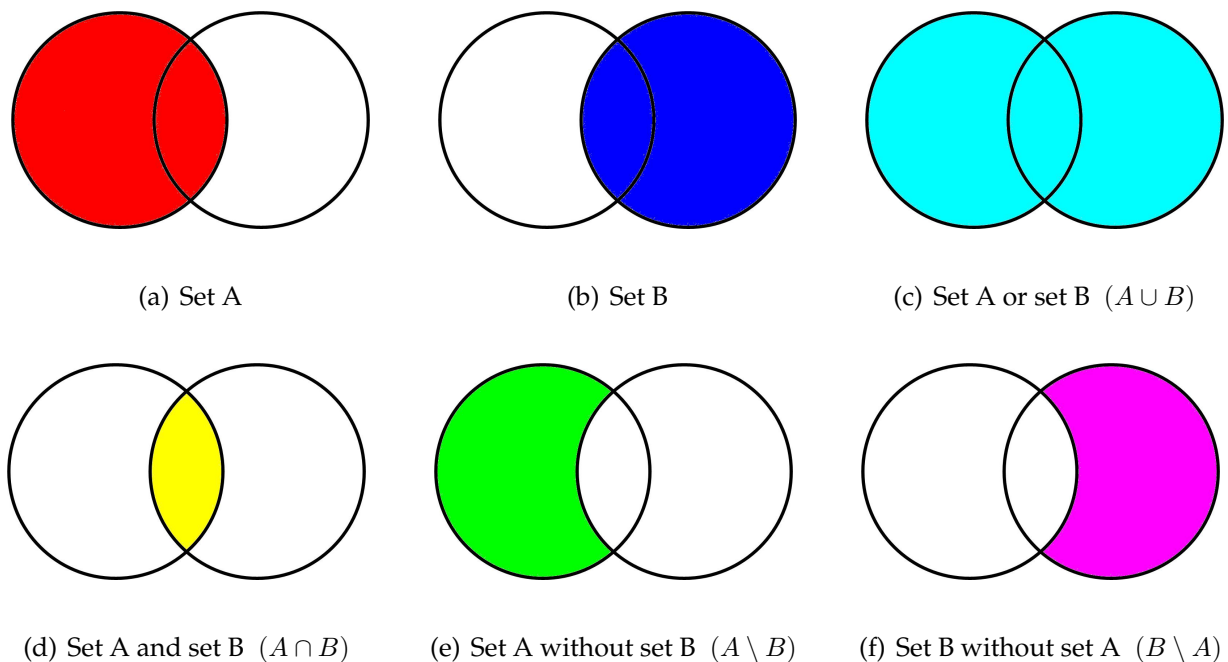 (a) Set A
(b) Set B
(c) Set A or set B (A ∪ B)
(d) Set A and set B (A ∩ B)
(e) Set A without set B (A \ B)
(f) Set B without set A (B \ A)